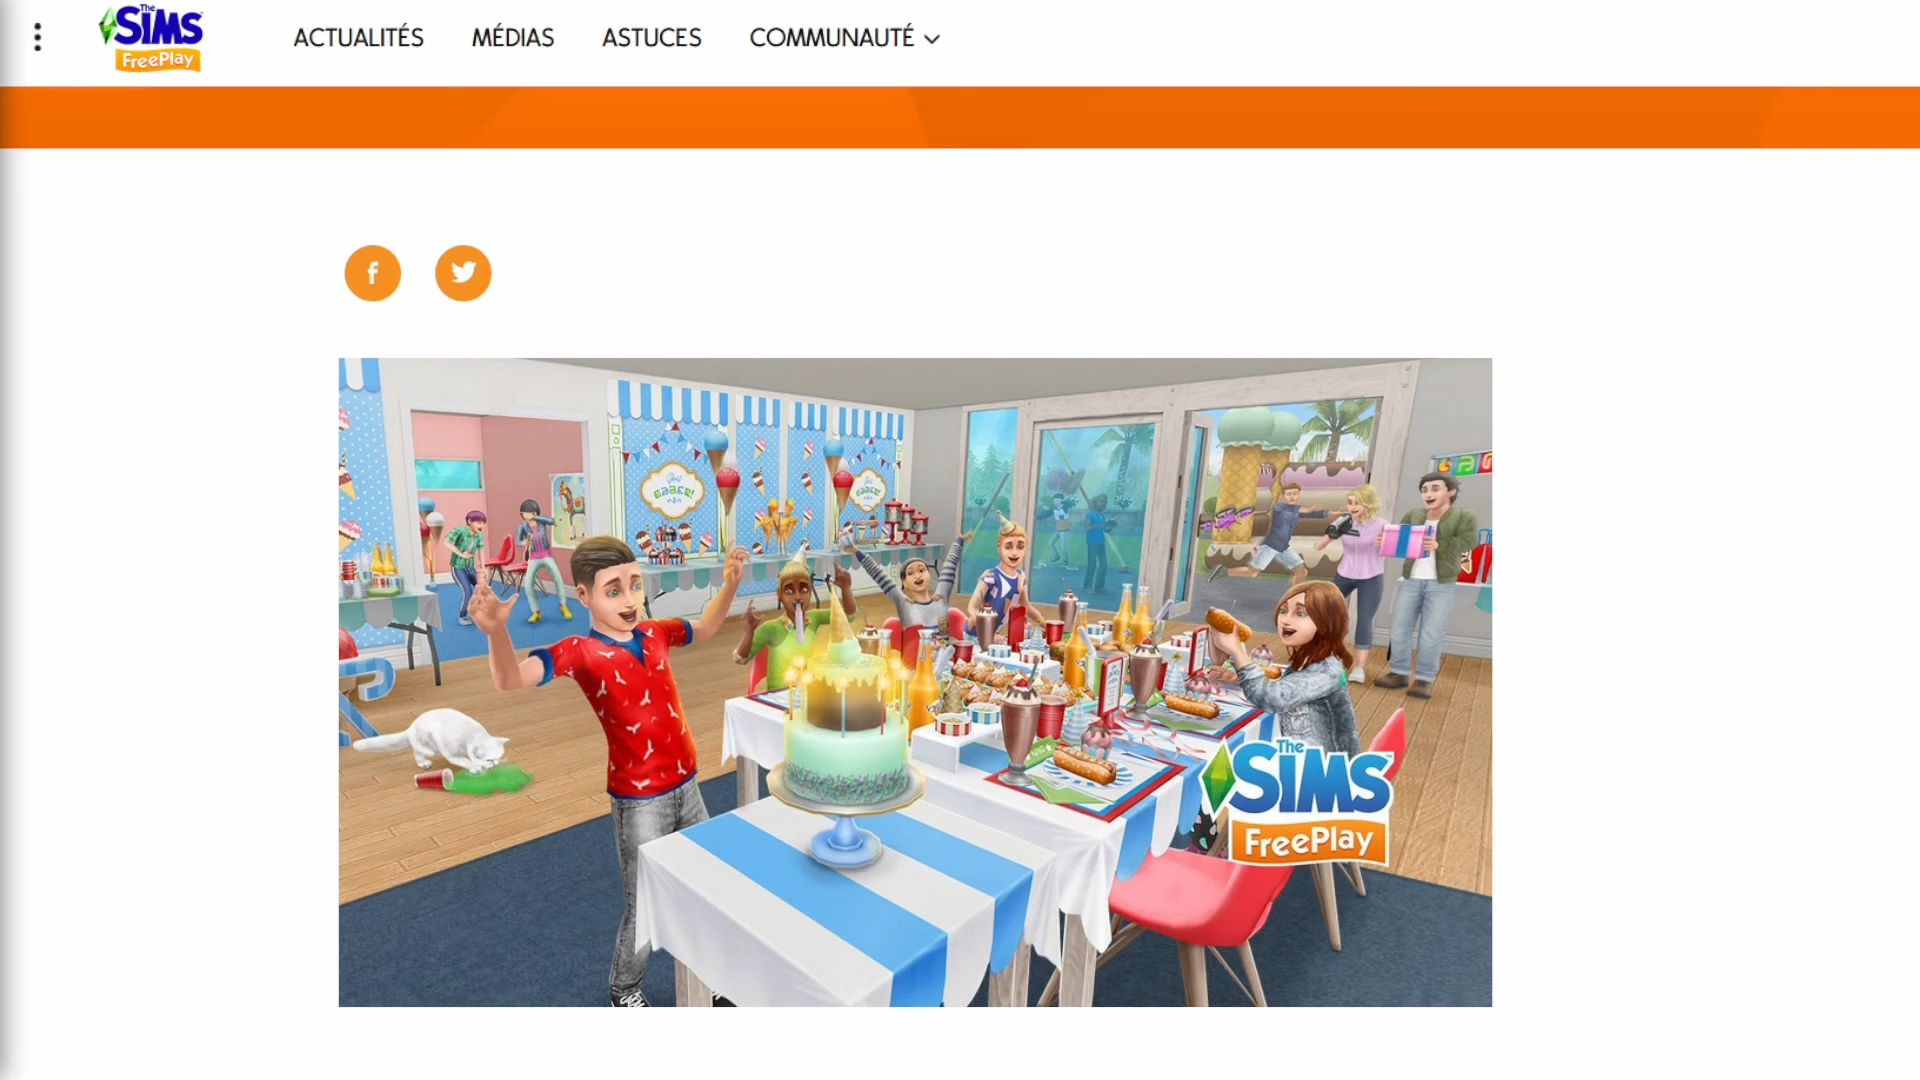 The SIMS
FreePlay
ACTUALITÉS
MÉDIAS
ASTUCES
COMMUNAUTÉ
The SIMS
FreePlay